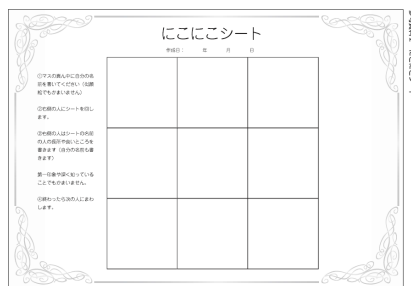 にこにこシート
作成日：　年　月　日
①マスの真ん中に自分の名
前を書いてください（似顔
絵でもかまいません）
②右側の人にシートを回し
ます。
③右側の人はシートの名前
の人の長所や良いところを
書きます（自分の名前も書
きます）
第一印象や深く知っている
ことでもかまいません。
④終わったら次の人にまわ
します。